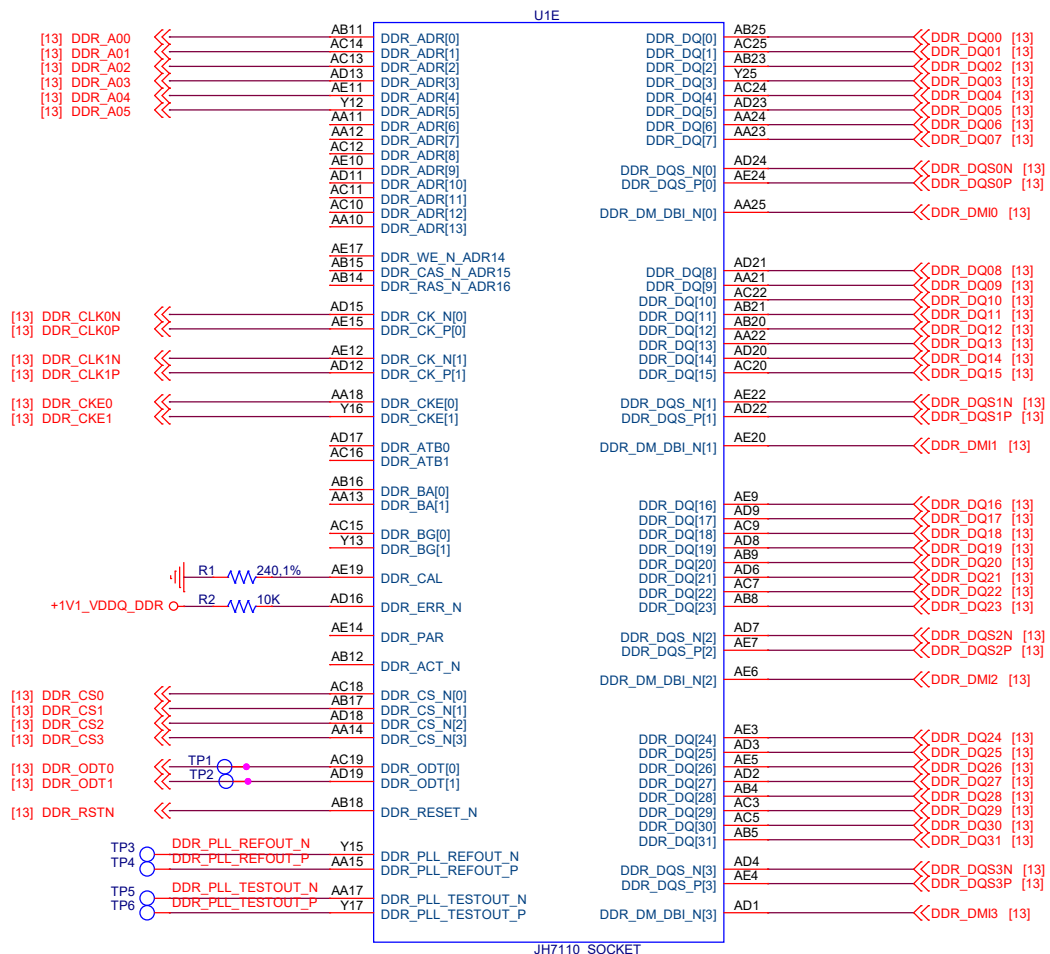 U1E
[13] DDR_A00 AB11 DDR_ADR[0]
[13] DDR_A01 AC14 DDR_ADR[1]
[13] DDR_A02 AC13 DDR_ADR[2]
[13] DDR_A03 AD13 DDR_ADR[3]
[13] DDR_A04 AE11 DDR_ADR[4]
[13] DDR_A05 Y12 DDR_ADR[5]
AA11 DDR_ADR[6]
AA12 DDR_ADR[7]
AC12 DDR_ADR[8]
AE10 DDR_ADR[9]
AD11 DDR_ADR[10]
AC11 DDR_ADR[11]
AC10 DDR_ADR[12]
AA10 DDR_ADR[13]
AE17 DDR_WE_N_ADR14
AB15 DDR_CAS_N_ADR15
AB14 DDR_RAS_N_ADR16
[13] DDR_CLK0N AD15 DDR_CK_N[0]
[13] DDR_CLK0P AE15 DDR_CK_P[0]
[13] DDR_CLK1N AE12 DDR_CK_N[1]
[13] DDR_CLK1P AD12 DDR_CK_P[1]
[13] DDR_CKE0 AA18 DDR_CKE[0]
[13] DDR_CKE1 Y16 DDR_CKE[1]
AD17 DDR_ATB0
AC16 DDR_ATB1
AB16 DDR_BA[0]
AA13 DDR_BA[1]
AC15 DDR_BG[0]
Y13 DDR_BG[1]
R1 240,1% AE19 DDR_CAL
+1V1_VDDQ_DDR R2 10K AD16 DDR_ERR_N
AE14 DDR_PAR
AB12 DDR_ACT_N
[13] DDR_CS0 AC18 DDR_CS_N[0]
[13] DDR_CS1 AB17 DDR_CS_N[1]
[13] DDR_CS2 AD18 DDR_CS_N[2]
[13] DDR_CS3 AA14 DDR_CS_N[3]
[13] DDR_ODT0 TP1 AC19 DDR_ODT[0]
[13] DDR_ODT1 TP2 AD19 DDR_ODT[1]
[13] DDR_RSTN AB18 DDR_RESET_N
TP3 DDR_PLL_REFOUT_N Y15 DDR_PLL_REFOUT_N
TP4 DDR_PLL_REFOUT_P AA15 DDR_PLL_REFOUT_P
TP5 DDR_PLL_TESTOUT_N AA17 DDR_PLL_TESTOUT_N
TP6 DDR_PLL_TESTOUT_P Y17 DDR_PLL_TESTOUT_P
DDR_DQ[0] AB25 DDR_DQ00 [13]
DDR_DQ[1] AC25 DDR_DQ01 [13]
DDR_DQ[2] AB23 DDR_DQ02 [13]
DDR_DQ[3] Y25 DDR_DQ03 [13]
DDR_DQ[4] AC24 DDR_DQ04 [13]
DDR_DQ[5] AD23 DDR_DQ05 [13]
DDR_DQ[6] AA24 DDR_DQ06 [13]
DDR_DQ[7] AA23 DDR_DQ07 [13]
DDR_DQS_N[0] AD24 DDR_DQS0N [13]
DDR_DQS_P[0] AE24 DDR_DQS0P [13]
DDR_DM_DBI_N[0] AA25 DDR_DMI0 [13]
DDR_DQ[8] AD21 DDR_DQ08 [13]
DDR_DQ[9] AA21 DDR_DQ09 [13]
DDR_DQ[10] AC22 DDR_DQ10 [13]
DDR_DQ[11] AB21 DDR_DQ11 [13]
DDR_DQ[12] AB20 DDR_DQ12 [13]
DDR_DQ[13] AA22 DDR_DQ13 [13]
DDR_DQ[14] AD20 DDR_DQ14 [13]
DDR_DQ[15] AC20 DDR_DQ15 [13]
DDR_DQS_N[1] AE22 DDR_DQS1N [13]
DDR_DQS_P[1] AD22 DDR_DQS1P [13]
DDR_DM_DBI_N[1] AE20 DDR_DMI1 [13]
DDR_DQ[16] AE9 DDR_DQ16 [13]
DDR_DQ[17] AD9 DDR_DQ17 [13]
DDR_DQ[18] AC9 DDR_DQ18 [13]
DDR_DQ[19] AD8 DDR_DQ19 [13]
DDR_DQ[20] AB9 DDR_DQ20 [13]
DDR_DQ[21] AD6 DDR_DQ21 [13]
DDR_DQ[22] AC7 DDR_DQ22 [13]
DDR_DQ[23] AB8 DDR_DQ23 [13]
DDR_DQS_N[2] AD7 DDR_DQS2N [13]
DDR_DQS_P[2] AE7 DDR_DQS2P [13]
DDR_DM_DBI_N[2] AE6 DDR_DMI2 [13]
DDR_DQ[24] AE3 DDR_DQ24 [13]
DDR_DQ[25] AD3 DDR_DQ25 [13]
DDR_DQ[26] AE5 DDR_DQ26 [13]
DDR_DQ[27] AD2 DDR_DQ27 [13]
DDR_DQ[28] AB4 DDR_DQ28 [13]
DDR_DQ[29] AC3 DDR_DQ29 [13]
DDR_DQ[30] AC5 DDR_DQ30 [13]
DDR_DQ[31] AB5 DDR_DQ31 [13]
DDR_DQS_N[3] AD4 DDR_DQS3N [13]
DDR_DQS_P[3] AE4 DDR_DQS3P [13]
DDR_DM_DBI_N[3] AD1 DDR_DMI3 [13]
JH7110_SOCKET